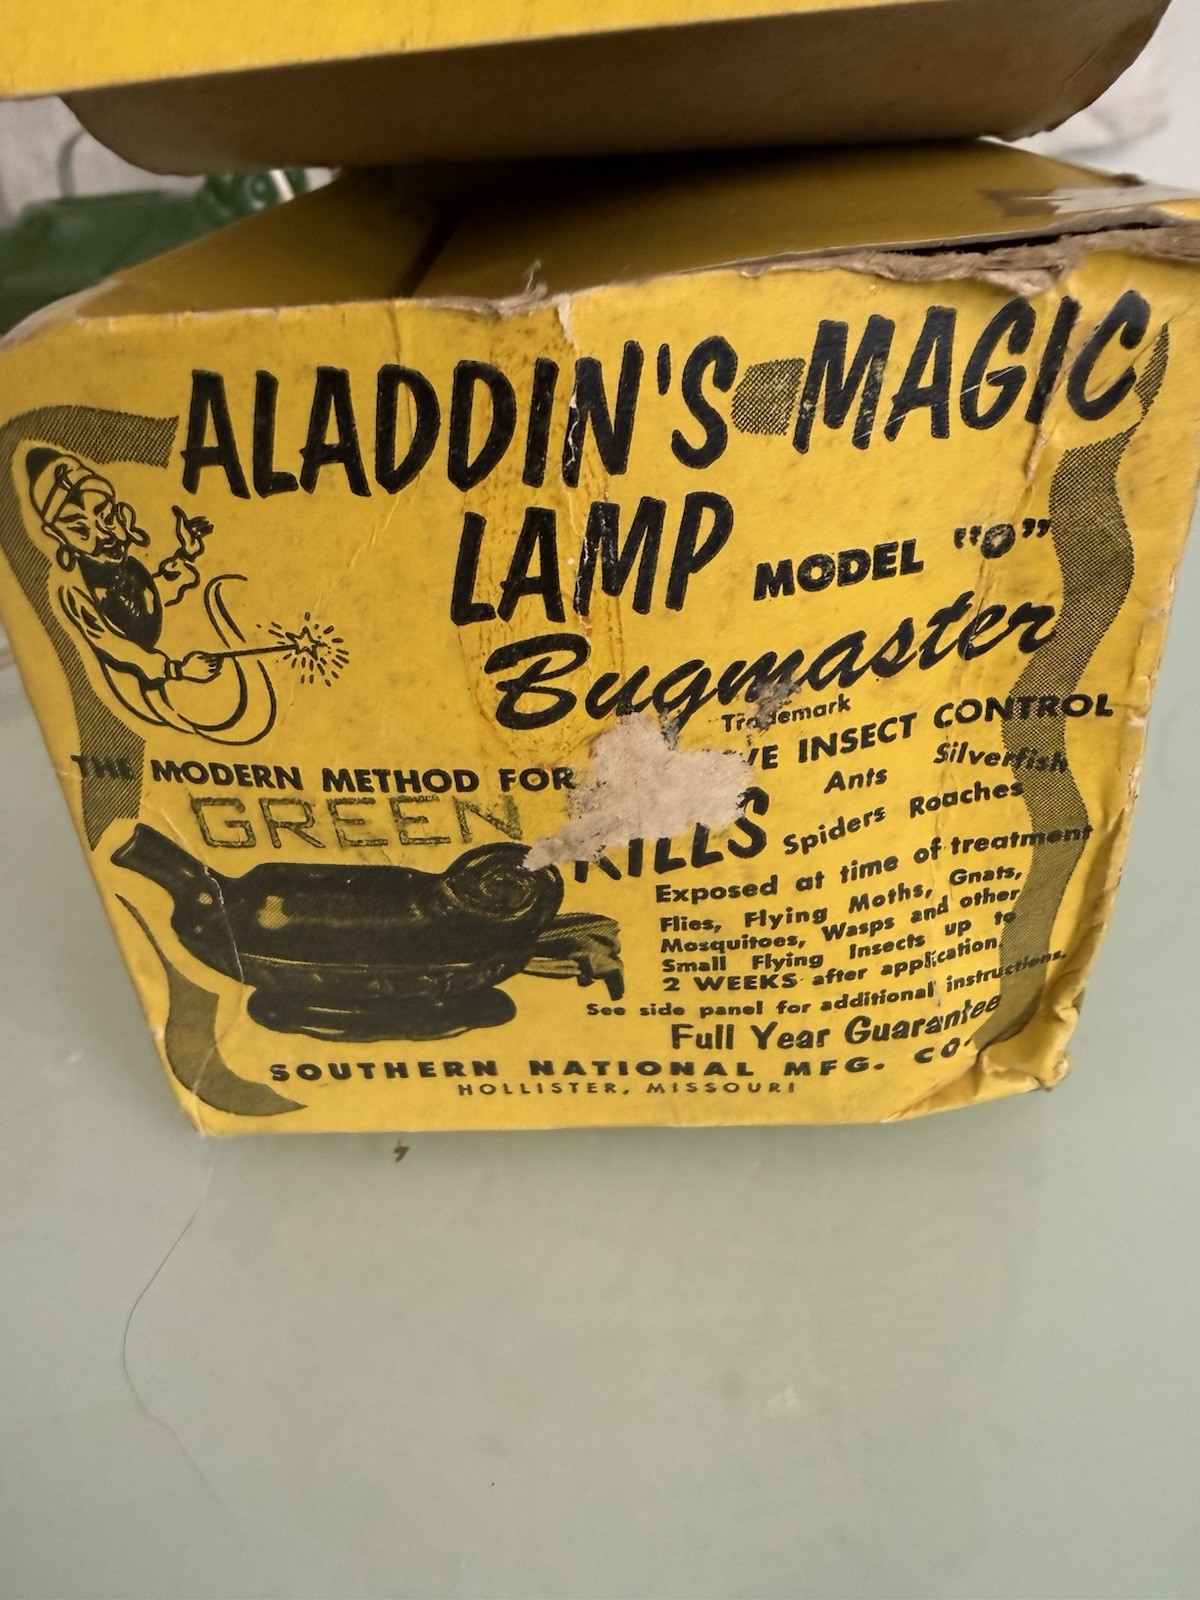 ALADDIN'S MAGIC
LAMP MODEL "O"
Bugmaster
Trademark
THE MODERN METHOD FOR VE INSECT CONTROL
GREEN
KILLS Ants Silverfish
Spiders Roaches
Exposed at time of treatment
Flies, Flying Moths, Gnats,
Mosquitoes, Wasps and other
Small Flying Insects up to
2 WEEKS after application.
See side panel for additional instructions.
Full Year Guarantee
SOUTHERN NATIONAL MFG. CO.
HOLLISTER, MISSOURI